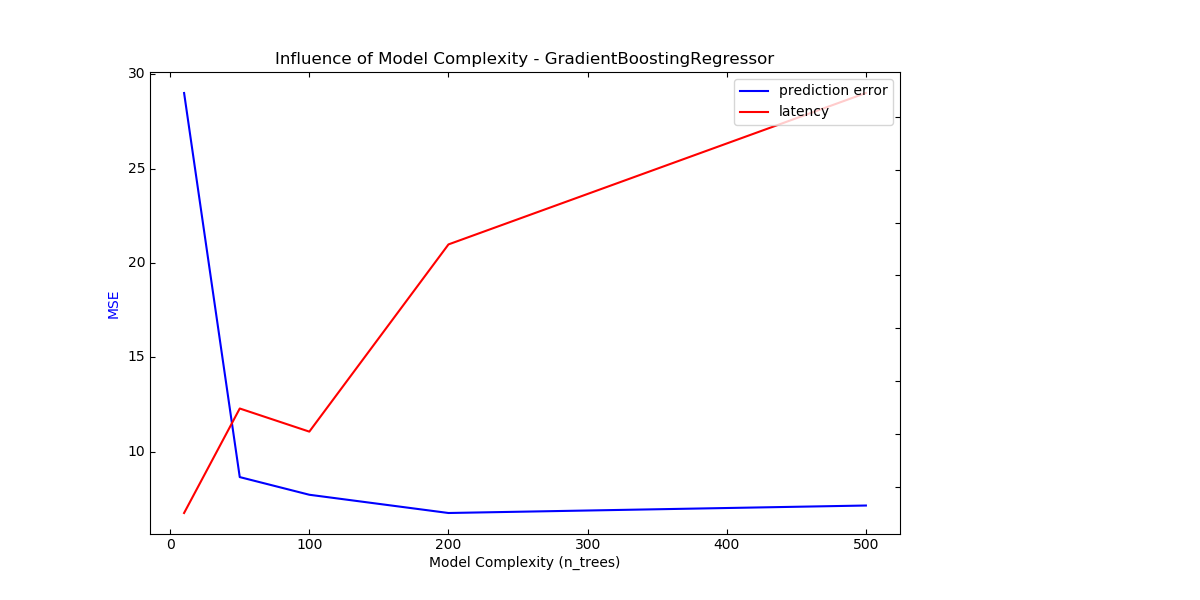 Influence of Model Complexity - GradientBoostingRegressor
prediction error
latency
30
25
20
15
10
MSE
0 100 200 300 400 500
Model Complexity (n_trees)